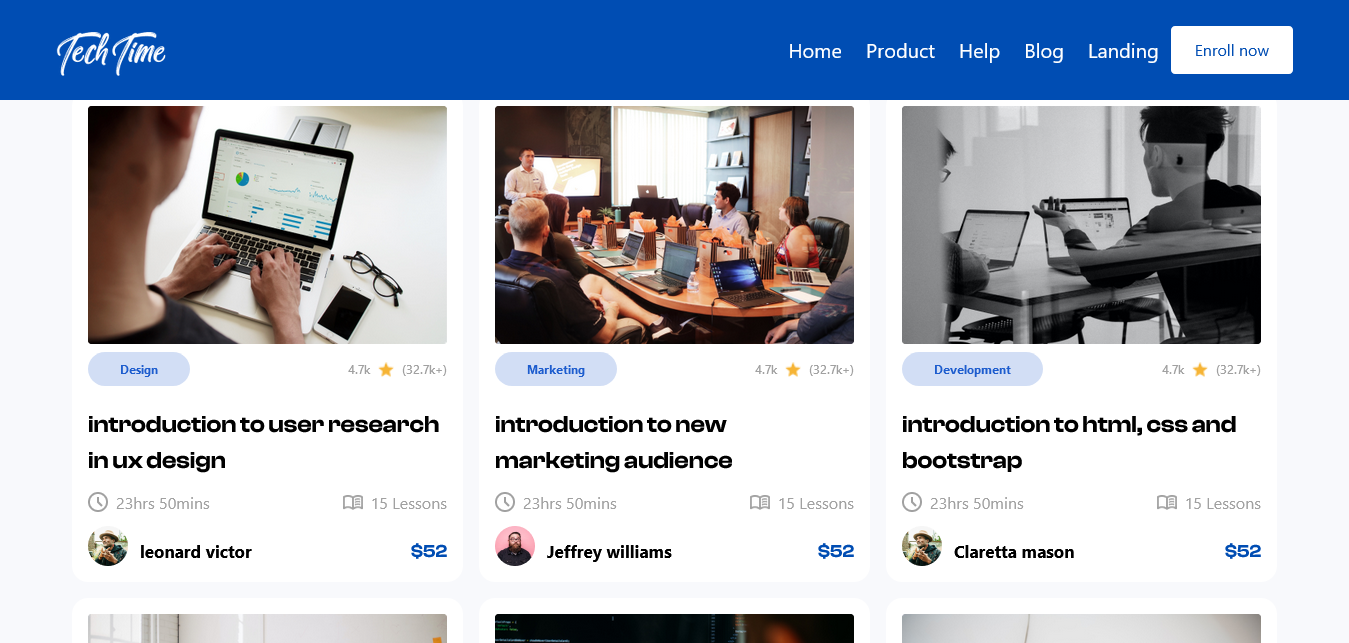 Tech Time
Home Product Help Blog Landing Enroll now
Design 4.7k (32.7k+)
introduction to user research
in ux design
23hrs 50mins 15 Lessons
leonard victor $52
Marketing 4.7k (32.7k+)
introduction to new
marketing audience
23hrs 50mins 15 Lessons
Jeffrey williams $52
Development 4.7k (32.7k+)
introduction to html, css and
bootstrap
23hrs 50mins 15 Lessons
Claretta mason $52